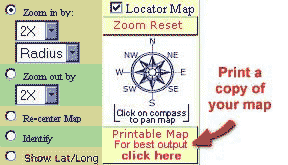 Zoom in by:
2X
Radius
Zoom out by
2X
Re-center Map
Identify
Show Lat/Long
Locator Map
Zoom Reset
N
NW
NE
W
E
SW
SE
S
Click on compass
to pan map
Printable Map
For best output
click here
Print a
copy of
your map